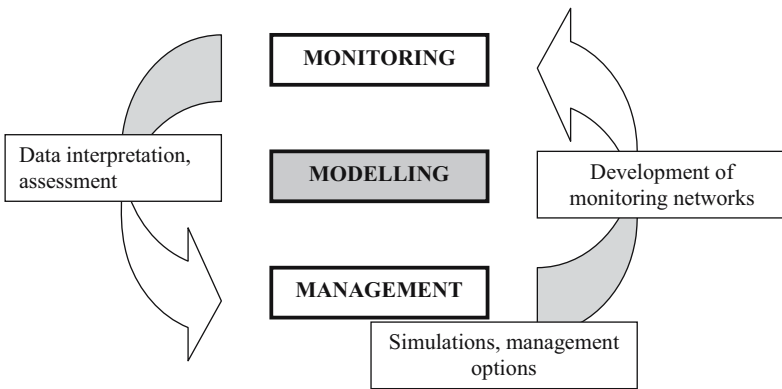 MONITORING
Data interpretation,
assessment
MODELLING
Development of
monitoring networks
MANAGEMENT
Simulations, management
options